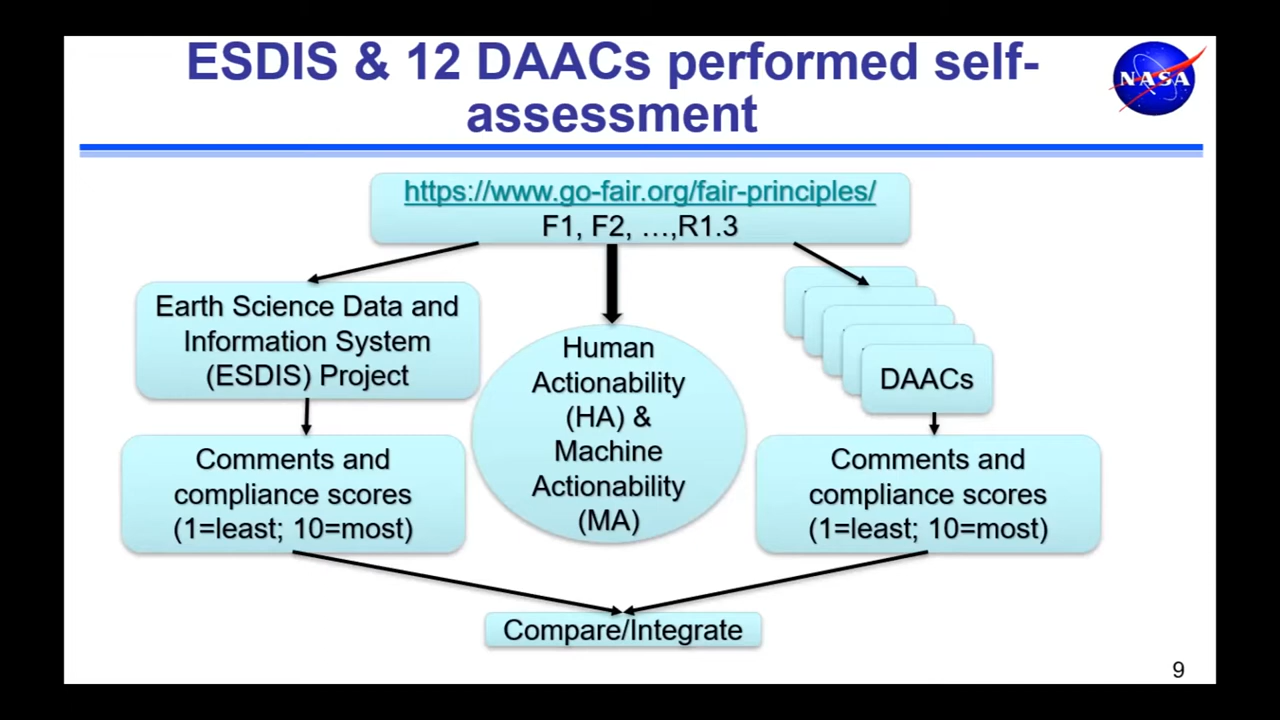 ESDIS & 12 DAACs performed self-
assessment
NASA
https://www.go-fair.org/fair-principles/
F1, F2, …,R1.3
Earth Science Data and
Information System
(ESDIS) Project
Human
Actionability
(HA) &
Machine
Actionability
(MA)
DAACs
Comments and
compliance scores
(1=least; 10=most)
Comments and
compliance scores
(1=least; 10=most)
Compare/Integrate
9